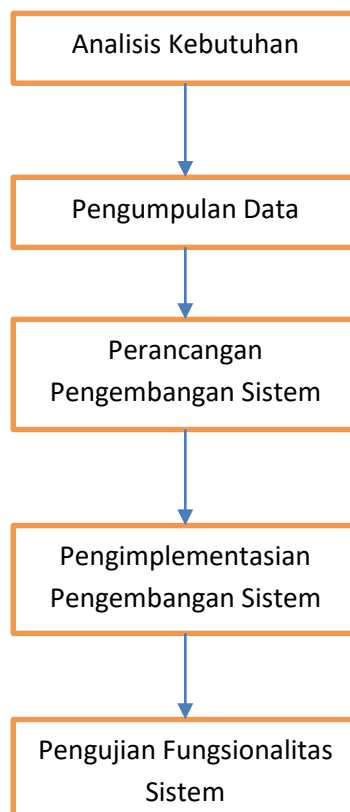 Analisis Kebutuhan
Pengumpulan Data
Perancangan
Pengembangan Sistem
Pengimplementasian
Pengembangan Sistem
Pengujian Fungsionalitas
Sistem